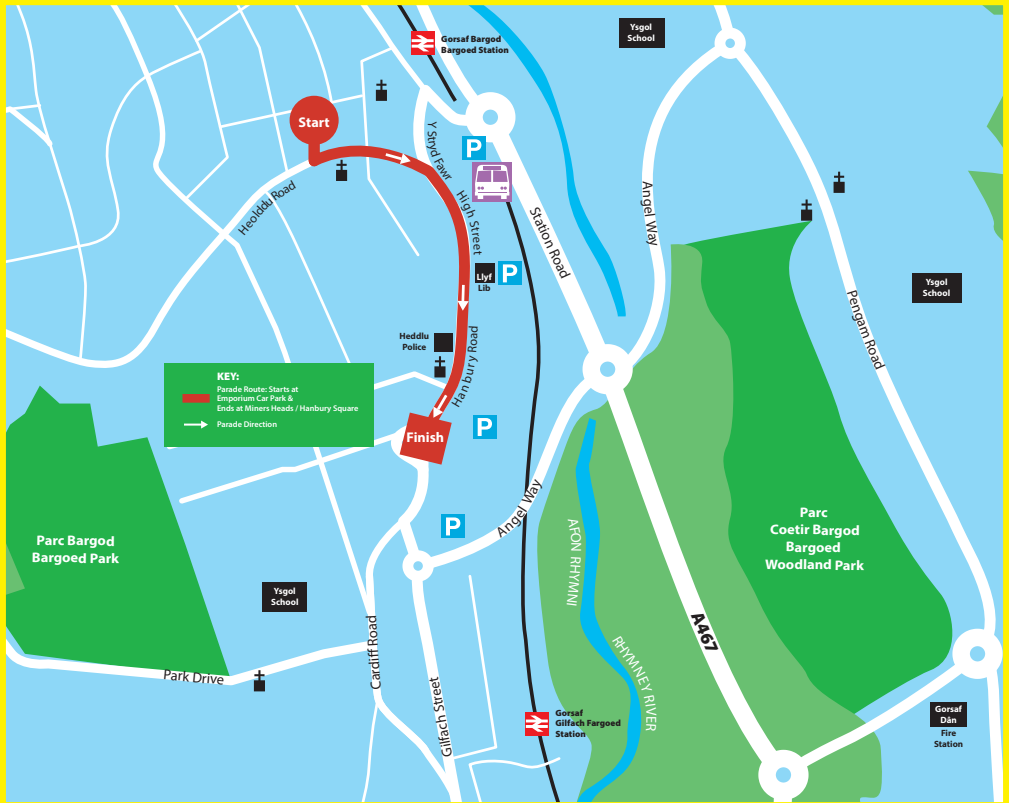 Gorsaf Bargod
Bargoed Station
Ysgol
School
Start
P
Y Stryd Fawr
High Street
Heolddu Road
Station Road
Angel Way
Llyf
Lib
P
Ysgol
School
Pengam Road
Heddlu
Police
Hanbury Road
KEY:
Parade Route: Starts at
Emporium Car Park &
Ends at Miners Heads / Hanbury Square
Parade Direction
Finish
P
P
Angel Way
Parc Bargod
Bargoed Park
Parc
Coetir Bargod
Bargoed
Woodland Park
AFON RHYMNI
RHYMNEY RIVER
A467
Ysgol
School
Cardiff Road
Park Drive
Gilfach Street
Gorsaf
Gilfach Fargoed
Station
Gorsaf
Dân
Fire
Station